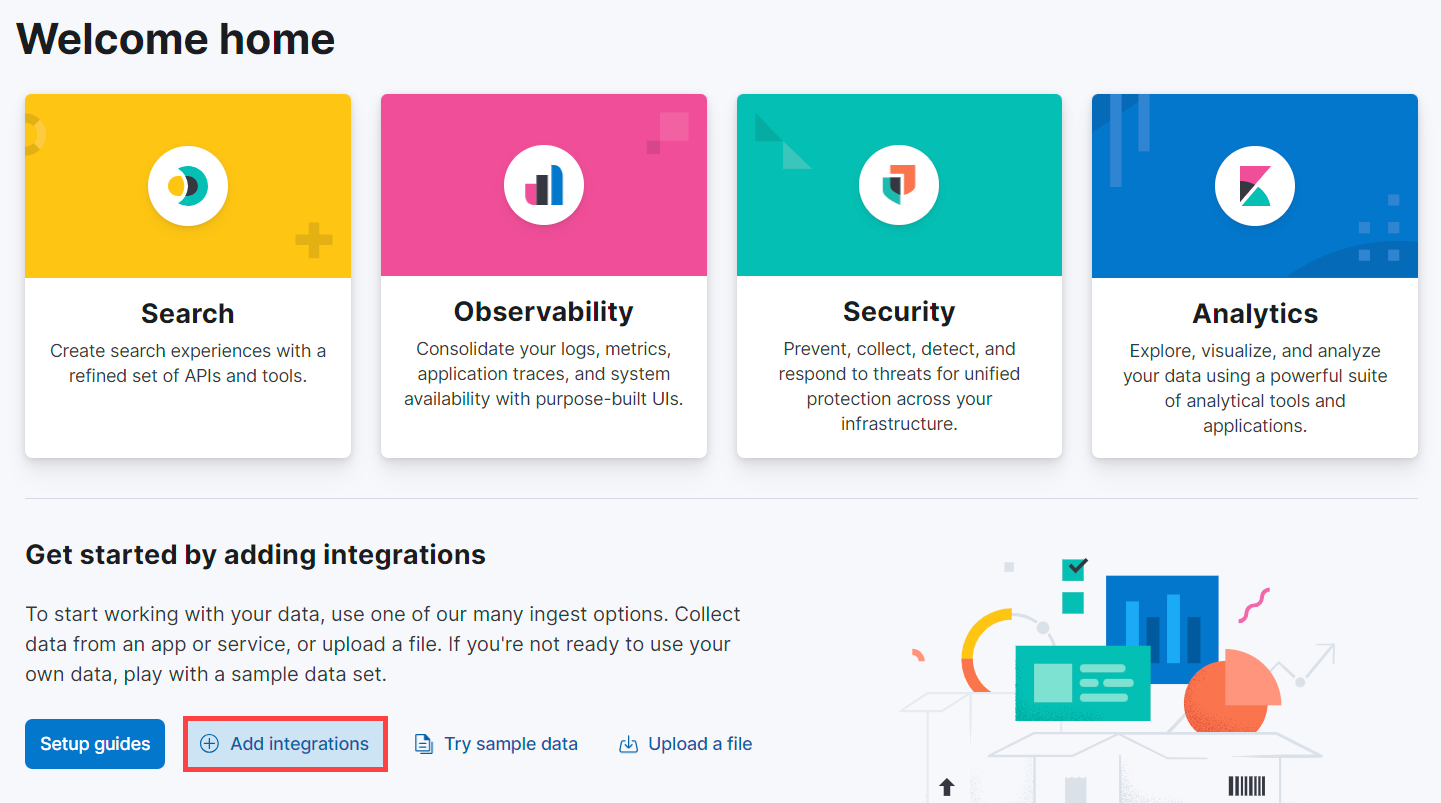 Welcome home
Search
Create search experiences with a
refined set of APIs and tools.
Observability
Consolidate your logs, metrics,
application traces, and system
availability with purpose-built UIs.
Security
Prevent, collect, detect, and
respond to threats for unified
protection across your
infrastructure.
Analytics
Explore, visualize, and analyze
your data using a powerful suite
of analytical tools and
applications.
Get started by adding integrations
To start working with your data, use one of our many ingest options. Collect
data from an app or service, or upload a file. If you're not ready to use your
own data, play with a sample data set.
Setup guides
Add integrations
Try sample data
Upload a file